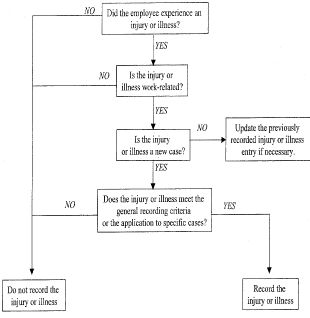 Did the employee experience an
injury or illness?
NO
YES
Is the injury or
illness work-related?
NO
YES
Is the injury
or illness a new case?
NO
Update the previously
recorded injury or illness
entry if necessary.
YES
Does the injury or illness meet the
general recording criteria
or the application to specific cases?
NO
YES
Do not record the
injury or illness
Record the
injury or illness